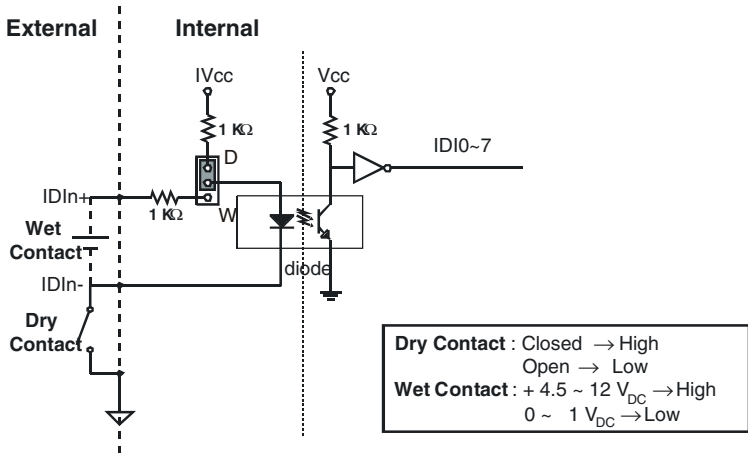 External
Internal
IVcc
Vcc
1 KΩ
1 KΩ
D
IDI0~7
IDIn+
1 KΩ
W
Wet
Contact
diode
IDIn-
Dry
Contact
Dry Contact : Closed → High
Open → Low
Wet Contact : + 4.5 ~ 12 VDC → High
0 ~ 1 VDC → Low